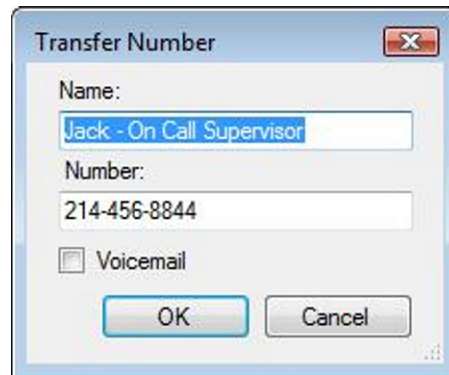 Transfer Number
Name:
Jack - On Call Supervisor
Number:
214-456-8844
Voicemail
OK Cancel